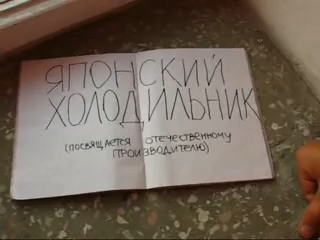 ЯПОНСКИЙ
ХОЛОДИЛЬНИК
(посвящается отечественному
ПРОИЗВОДИТЕЛЮ)